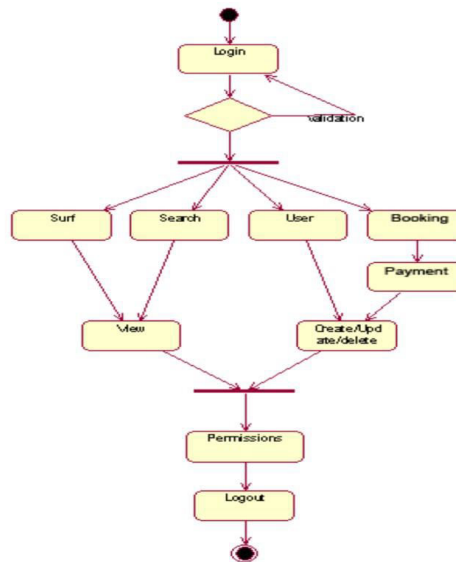 Login
validation
Surf
Search
User
Booking
Payment
View
Create/Upd
ate/delete
Permissions
Logout